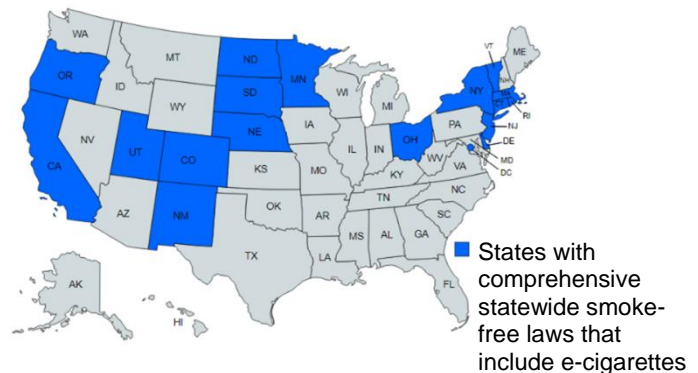 WA
MT
ND
MN
VT
ME
OR
ID
SD
WI
NY
NH
MA
WY
MI
CT
RI
NV
NE
IA
PA
NJ
UT
CO
IL
IN
OH
DE
CA
KS
MO
WV
VA
MD
KY
DC
AZ
NM
OK
AR
TN
NC
SC
TX
MS
AL
GA
LA
FL
AK
HI
States with
comprehensive
statewide smoke-
free laws that
include e-cigarettes